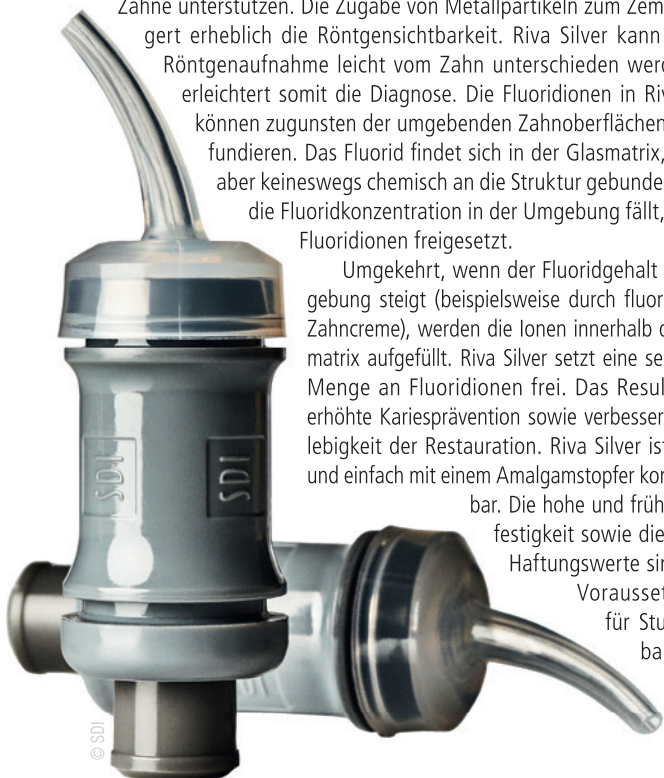 Zähne unterstützen. Die Zugabe von Metallpartikeln zum Zem
gert erheblich die Röntgensichtbarkeit. Riva Silver kann
Röntgenaufnahme leicht vom Zahn unterschieden werd
erleichtert somit die Diagnose. Die Fluoridionen in Riv
können zugunsten der umgebenden Zahnoberflächen
fundieren. Das Fluorid findet sich in der Glasmatrix,
aber keineswegs chemisch an die Struktur gebunde
die Fluoridkonzentration in der Umgebung fällt,
Fluoridionen freigesetzt.
Umgekehrt, wenn der Fluoridgehalt
gebung steigt (beispielsweise durch fluor
Zahncreme), werden die Ionen innerhalb d
matrix aufgefüllt. Riva Silver setzt eine se
Menge an Fluoridionen frei. Das Resul
erhöhte Kariesprävention sowie verbesser
lebigkeit der Restauration. Riva Silver ist
und einfach mit einem Amalgamstopfer kon
bar. Die hohe und früh
festigkeit sowie die
Haftungswerte sin
Vorausset
für Stu
ba
SDI
SDI
SDI
© SDI